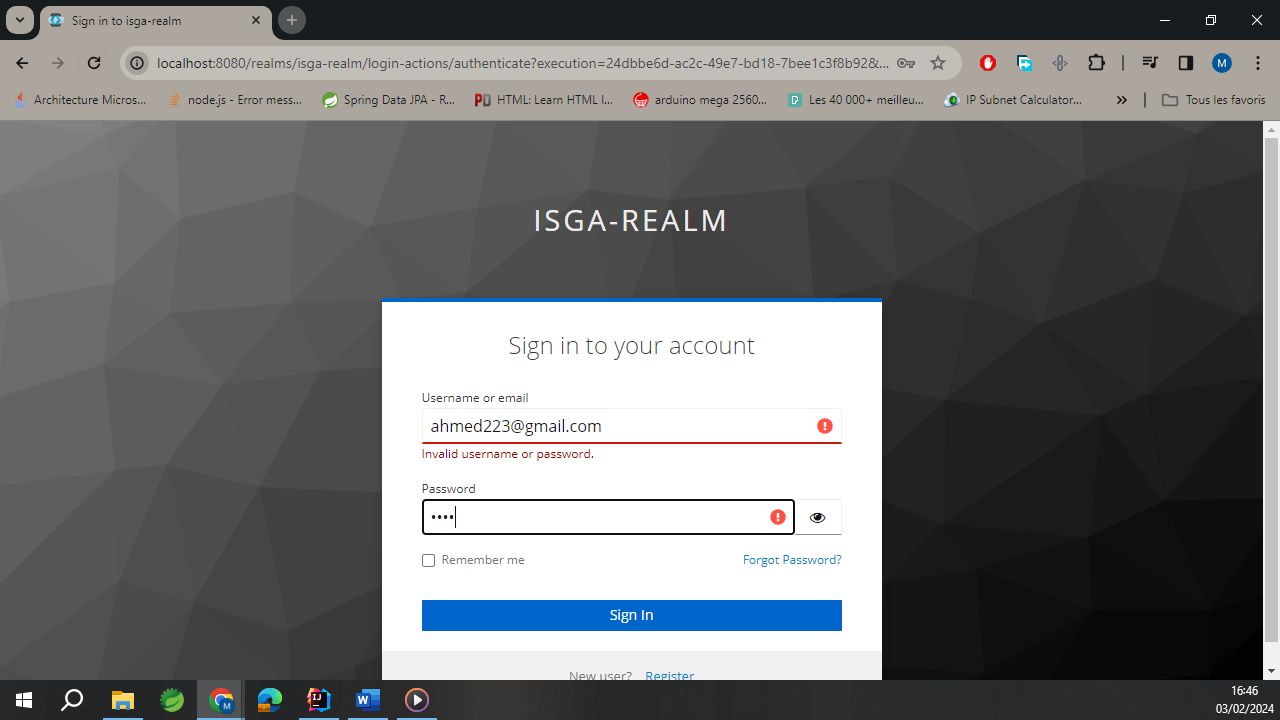 Sign in to isga-realm
localhost:8080/realms/isga-realm/login-actions/authenticate?execution=24dbbe6d-ac2c-49e7-bd18-7bee1c3f8b92&...
M
Architecture Micros... node.js - Error mess... Spring Data JPA - R... PD HTML: Learn HTML I... arduino mega 2560... Les 40 000+ meilleu... IP Subnet Calculator... » Tous les favoris
ISGA-REALM
Sign in to your account
Username or email
ahmed223@gmail.com
Invalid username or password.
Password
••••
Remember me Forgot Password?
Sign In
New user? Register
16:46
03/02/2024